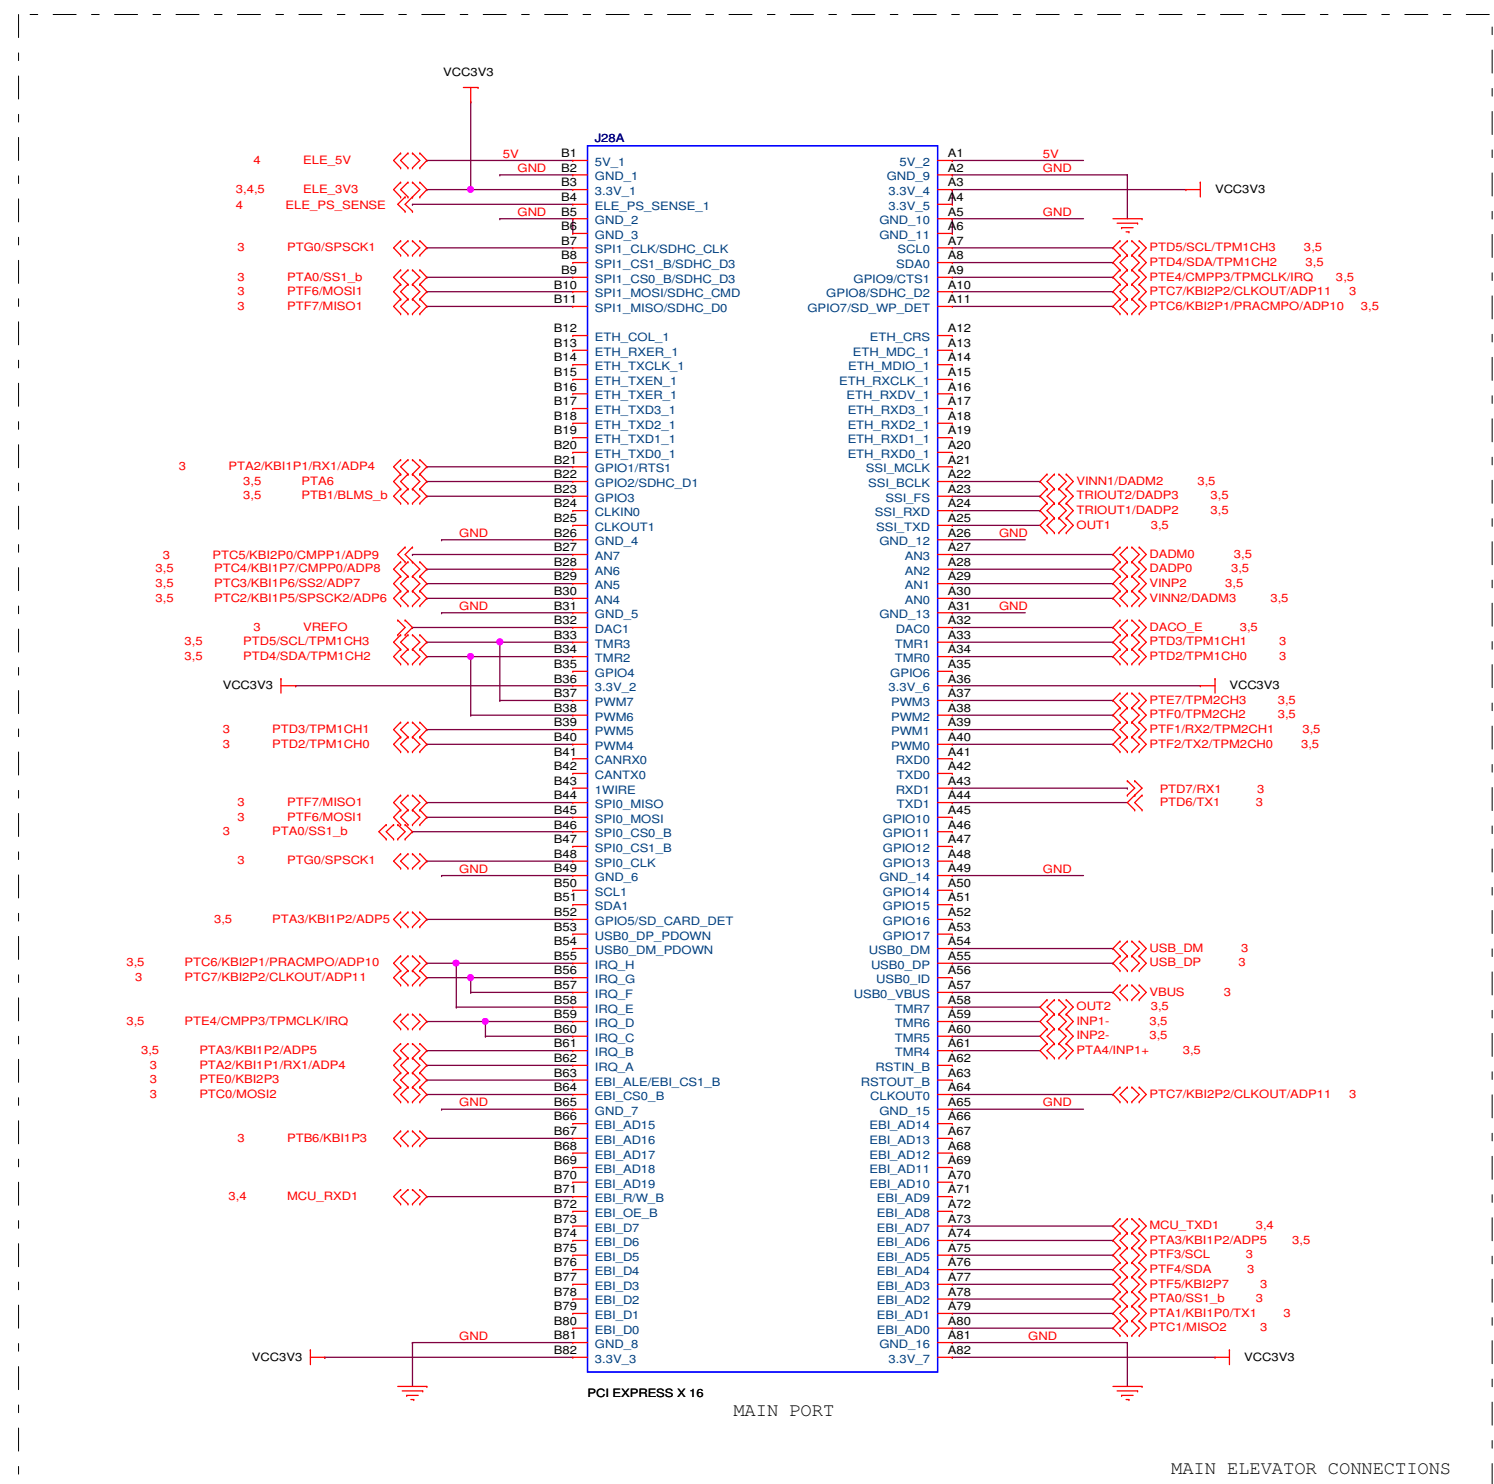 VCC3V3
J28A
4 ELE_5V 5V B1 5V_1 5V_2 A1 5V
GND B2 GND_1 GND_9 A2 GND
3,4,5 ELE_3V3 B3 3.3V_1 3.3V_4 A3 VCC3V3
4 ELE_PS_SENSE B4 ELE_PS_SENSE_1 3.3V_5 A4
GND B5 GND_2 GND_10 A5 GND
B6 GND_3 GND_11 A6
3 PTG0/SPSCK1 B7 SPI1_CLK/SDHC_CLK SCL0 A7 PTD5/SCL/TPM1CH3 3,5
B8 SPI1_CS1_B/SDHC_D3 SDA0 A8 PTD4/SDA/TPM1CH2 3,5
3 PTA0/SS1_b B9 SPI1_CS0_B/SDHC_D3 GPIO9/CTS1 A9 PTE4/CMPP3/TPMCLK/IRQ 3,5
3 PTF6/MOSI1 B10 SPI1_MOSI/SDHC_CMD GPIO8/SDHC_D2 A10 PTC7/KBI2P2/CLKOUT/ADP11 3
3 PTF7/MISO1 B11 SPI1_MISO/SDHC_D0 GPIO7/SD_WP_DET A11 PTC6/KBI2P1/PRACMPO/ADP10 3,5
B12 ETH_COL_1 ETH_CRS A12
B13 ETH_RXER_1 ETH_MDC_1 A13
B14 ETH_TXCLK_1 ETH_MDIO_1 A14
B15 ETH_TXEN_1 ETH_RXCLK_1 A15
B16 ETH_TXER_1 ETH_RXDV_1 A16
B17 ETH_TXD3_1 ETH_RXD3_1 A17
B18 ETH_TXD2_1 ETH_RXD2_1 A18
B19 ETH_TXD1_1 ETH_RXD1_1 A19
B20 ETH_TXD0_1 ETH_RXD0_1 A20
3 PTA2/KBI1P1/RX1/ADP4 B21 GPIO1/RTS1 SSI_MCLK A21
3,5 PTA6 B22 GPIO2/SDHC_D1 SSI_BCLK A22 VINN1/DADM2 3,5
3,5 PTB1/BLMS_b B23 GPIO3 SSI_FS A23 TRIOUT2/DADP3 3,5
B24 CLKIN0 SSI_RXD A24 TRIOUT1/DADP2 3,5
B25 CLKOUT1 SSI_TXD A25 OUT1 3,5
GND B26 GND_4 GND_12 A26 GND
3 PTC5/KBI2P0/CMPP1/ADP9 B27 AN7 AN3 A27 DADM0 3,5
3,5 PTC4/KBI1P7/CMPP0/ADP8 B28 AN6 AN2 A28 DADP0 3,5
3,5 PTC3/KBI1P6/SS2/ADP7 B29 AN5 AN1 A29 VINP2 3,5
3,5 PTC2/KBI1P5/SPSCK2/ADP6 B30 AN4 AN0 A30 VINN2/DADM3 3,5
GND B31 GND_5 GND_13 A31 GND
3 VREFO B32 DAC1 DAC0 A32 DACO_E 3,5
3,5 PTD5/SCL/TPM1CH3 B33 TMR3 TMR1 A33 PTD3/TPM1CH1 3
3,5 PTD4/SDA/TPM1CH2 B34 TMR2 TMR0 A34 PTD2/TPM1CH0 3
B35 GPIO4 GPIO6 A35
VCC3V3 B36 3.3V_2 3.3V_6 A36 VCC3V3
B37 PWM7 PWM3 A37 PTE7/TPM2CH3 3,5
B38 PWM6 PWM2 A38 PTF0/TPM2CH2 3,5
3 PTD3/TPM1CH1 B39 PWM5 PWM1 A39 PTF1/RX2/TPM2CH1 3,5
3 PTD2/TPM1CH0 B40 PWM4 PWM0 A40 PTF2/TX2/TPM2CH0 3,5
B41 CANRX0 RXD0 A41
B42 CANTX0 TXD0 A42
B43 1WIRE RXD1 A43 PTD7/RX1 3
3 PTF7/MISO1 B44 SPI0_MISO TXD1 A44 PTD6/TX1 3
3 PTF6/MOSI1 B45 SPI0_MOSI GPIO10 A45
3 PTA0/SS1_b B46 SPI0_CS0_B GPIO11 A46
B47 SPI0_CS1_B GPIO12 A47
3 PTG0/SPSCK1 B48 SPI0_CLK GPIO13 A48
GND B49 GND_6 GND_14 A49 GND
B50 SCL1 GPIO14 A50
B51 SDA1 GPIO15 A51
3,5 PTA3/KBI1P2/ADP5 B52 GPIO5/SD_CARD_DET GPIO16 A52
B53 USB0_DP_PDOWN GPIO17 A53
B54 USB0_DM_PDOWN USB0_DM A54 USB_DM 3
3,5 PTC6/KBI2P1/PRACMPO/ADP10 B55 IRQ_H USB0_DP A55 USB_DP 3
3 PTC7/KBI2P2/CLKOUT/ADP11 B56 IRQ_G USB0_ID A56
B57 IRQ_F USB0_VBUS A57 VBUS 3
B58 IRQ_E TMR7 A58 OUT2 3,5
3,5 PTE4/CMPP3/TPMCLK/IRQ B59 IRQ_D TMR6 A59 INP1- 3,5
B60 IRQ_C TMR5 A60 INP2- 3,5
3,5 PTA3/KBI1P2/ADP5 B61 IRQ_B TMR4 A61 PTA4/INP1+ 3,5
3 PTA2/KBI1P1/RX1/ADP4 B62 IRQ_A RSTIN_B A62
3 PTE0/KBI2P3 B63 EBI_ALE/EBI_CS1_B RSTOUT_B A63
3 PTC0/MOSI2 B64 EBI_CS0_B CLKOUT0 A64 PTC7/KBI2P2/CLKOUT/ADP11 3
GND B65 GND_7 GND_15 A65 GND
B66 EBI_AD15 EBI_AD14 A66
3 PTB6/KBI1P3 B67 EBI_AD16 EBI_AD13 A67
B68 EBI_AD17 EBI_AD12 A68
B69 EBI_AD18 EBI_AD11 A69
B70 EBI_AD19 EBI_AD10 A70
3,4 MCU_RXD1 B71 EBI_R/W_B EBI_AD9 A71
B72 EBI_OE_B EBI_AD8 A72
B73 EBI_D7 EBI_AD7 A73 MCU_TXD1 3,4
B74 EBI_D6 EBI_AD6 A74 PTA3/KBI1P2/ADP5 3,5
B75 EBI_D5 EBI_AD5 A75 PTF3/SCL 3
B76 EBI_D4 EBI_AD4 A76 PTF4/SDA 3
B77 EBI_D3 EBI_AD3 A77 PTF5/KBI2P7 3
B78 EBI_D2 EBI_AD2 A78 PTA0/SS1_b 3
B79 EBI_D1 EBI_AD1 A79 PTA1/KBI1P0/TX1 3
B80 EBI_D0 EBI_AD0 A80 PTC1/MISO2 3
GND B81 GND_8 GND_16 A81 GND
VCC3V3 B82 3.3V_3 3.3V_7 A82 VCC3V3
PCI EXPRESS X 16
MAIN PORT
MAIN ELEVATOR CONNECTIONS